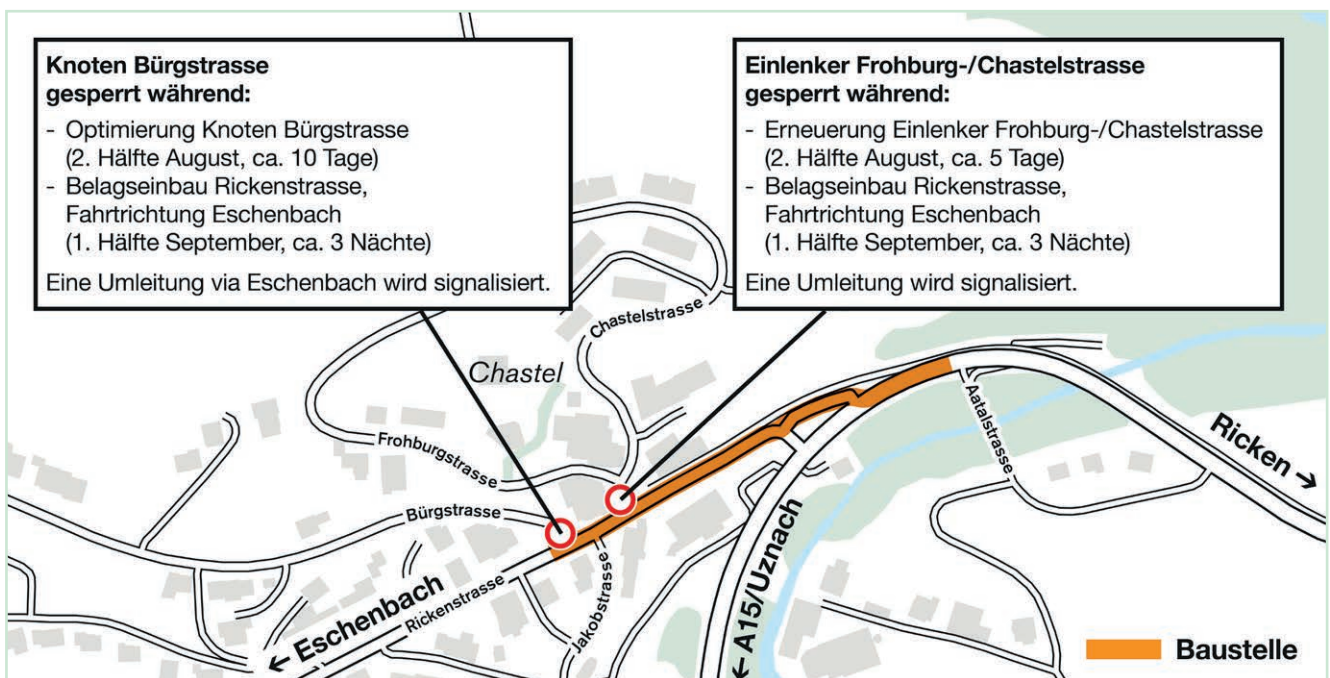 Knoten Bürgstrasse
gesperrt während:
- Optimierung Knoten Bürgstrasse
(2. Hälfte August, ca. 10 Tage)
- Belagseinbau Rickenstrasse,
Fahrtrichtung Eschenbach
(1. Hälfte September, ca. 3 Nächte)
Eine Umleitung via Eschenbach wird signalisiert.
Einlenker Frohburg-/Chastelstrasse
gesperrt während:
- Erneuerung Einlenker Frohburg-/Chastelstrasse
(2. Hälfte August, ca. 5 Tage)
- Belagseinbau Rickenstrasse,
Fahrtrichtung Eschenbach
(1. Hälfte September, ca. 3 Nächte)
Eine Umleitung wird signalisiert.
Chastelstrasse
Chastel
Aatalstrasse
Ricken →
Frohburgstrasse
Bürgstrasse
← Eschenbach
Rickenstrasse
Jakobstrasse
← A15/Uznach
Baustelle